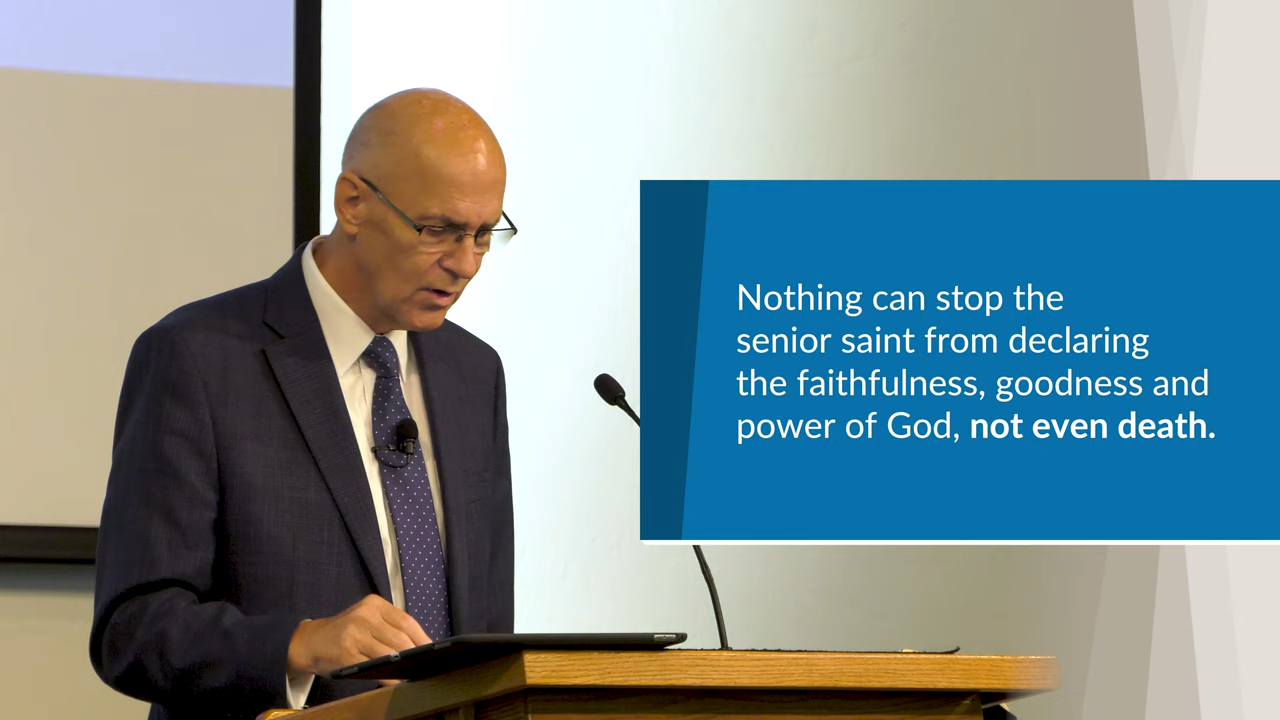 Nothing can stop the
senior saint from declaring
the faithfulness, goodness and
power of God, not even death.